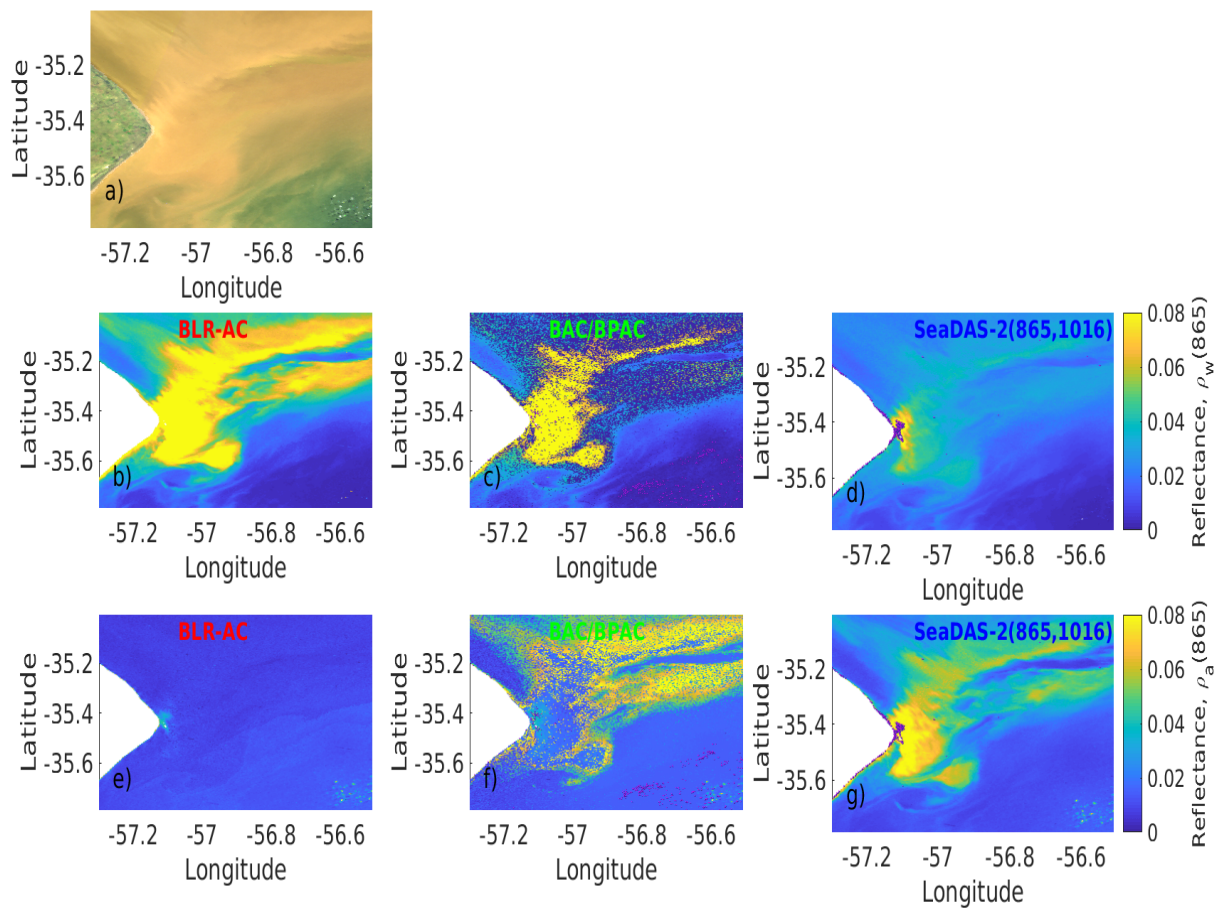 -35.2
-35.4
-35.6
Latitude
a)
-57.2 -57 -56.8 -56.6
Longitude
BLR-AC
-35.2
-35.4
-35.6
Latitude
b)
-57.2 -57 -56.8 -56.6
Longitude
BAC/BPAC
-35.2
-35.4
-35.6
Latitude
c)
-57.2 -57 -56.8 -56.6
Longitude
SeaDAS-2(865,1016)
-35.2
-35.4
-35.6
Latitude
d)
-57.2 -57 -56.8 -56.6
Longitude
0.08
0.06
0.04
0.02
0
Reflectance, ρw(865)
BLR-AC
-35.2
-35.4
-35.6
Latitude
e)
-57.2 -57 -56.8 -56.6
Longitude
BAC/BPAC
-35.2
-35.4
-35.6
Latitude
f)
-57.2 -57 -56.8 -56.6
Longitude
SeaDAS-2(865,1016)
-35.2
-35.4
-35.6
Latitude
g)
-57.2 -57 -56.8 -56.6
Longitude
0.08
0.06
0.04
0.02
0
Reflectance, ρa(865)